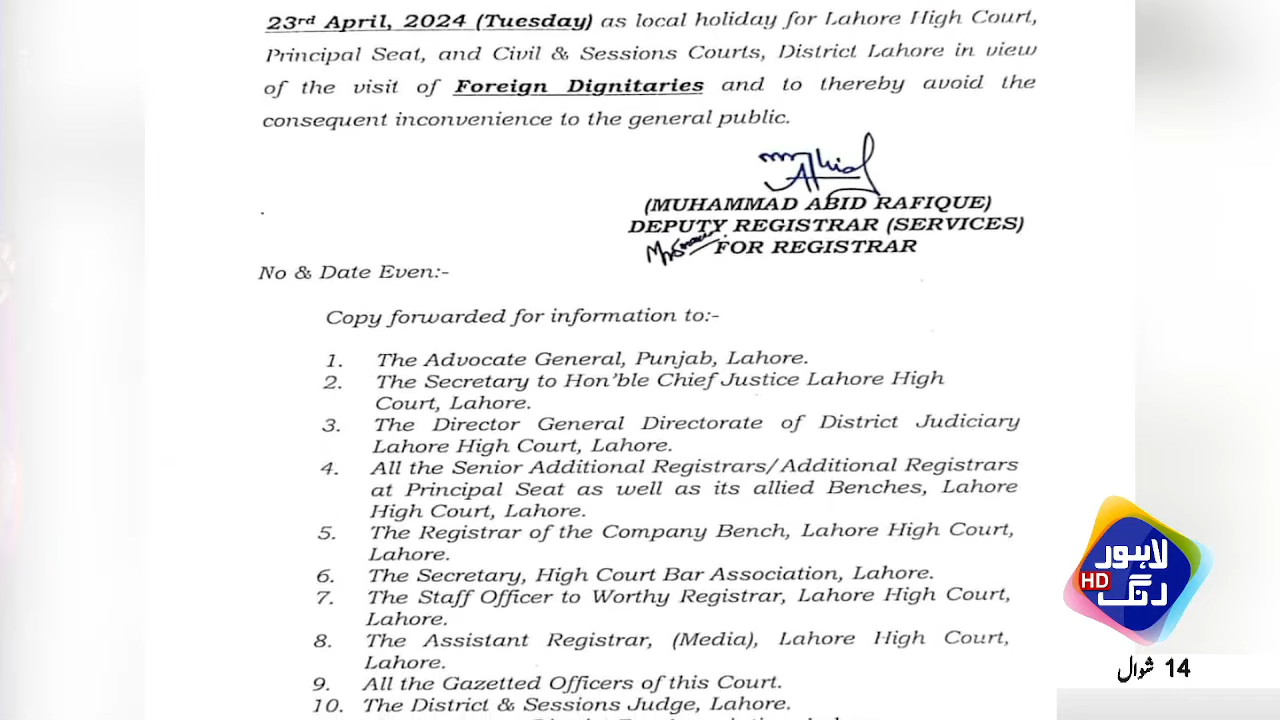 23rd April, 2024 (Tuesday) as local holiday for Lahore High Court,
Principal Seat, and Civil & Sessions Courts, District Lahore in view
of the visit of Foreign Dignitaries and to thereby avoid the
consequent inconvenience to the general public.
(MUHAMMAD ABID RAFIQUE)
DEPUTY REGISTRAR (SERVICES)
FOR REGISTRAR
No & Date Even:-
Copy forwarded for information to:-
1. The Advocate General, Punjab, Lahore.
2. The Secretary to Hon'ble Chief Justice Lahore High
Court, Lahore.
3. The Director General Directorate of District Judiciary
Lahore High Court, Lahore.
4. All the Senior Additional Registrars/Additional Registrars
at Principal Seat as well as its allied Benches, Lahore
High Court, Lahore.
5. The Registrar of the Company Bench, Lahore High Court,
Lahore.
6. The Secretary, High Court Bar Association, Lahore.
7. The Staff Officer to Worthy Registrar, Lahore High Court,
Lahore.
8. The Assistant Registrar, (Media), Lahore High Court,
Lahore.
9. All the Gazetted Officers of this Court.
10. The District & Sessions Judge, Lahore.
لاہور
HD رنگ
14 شوال